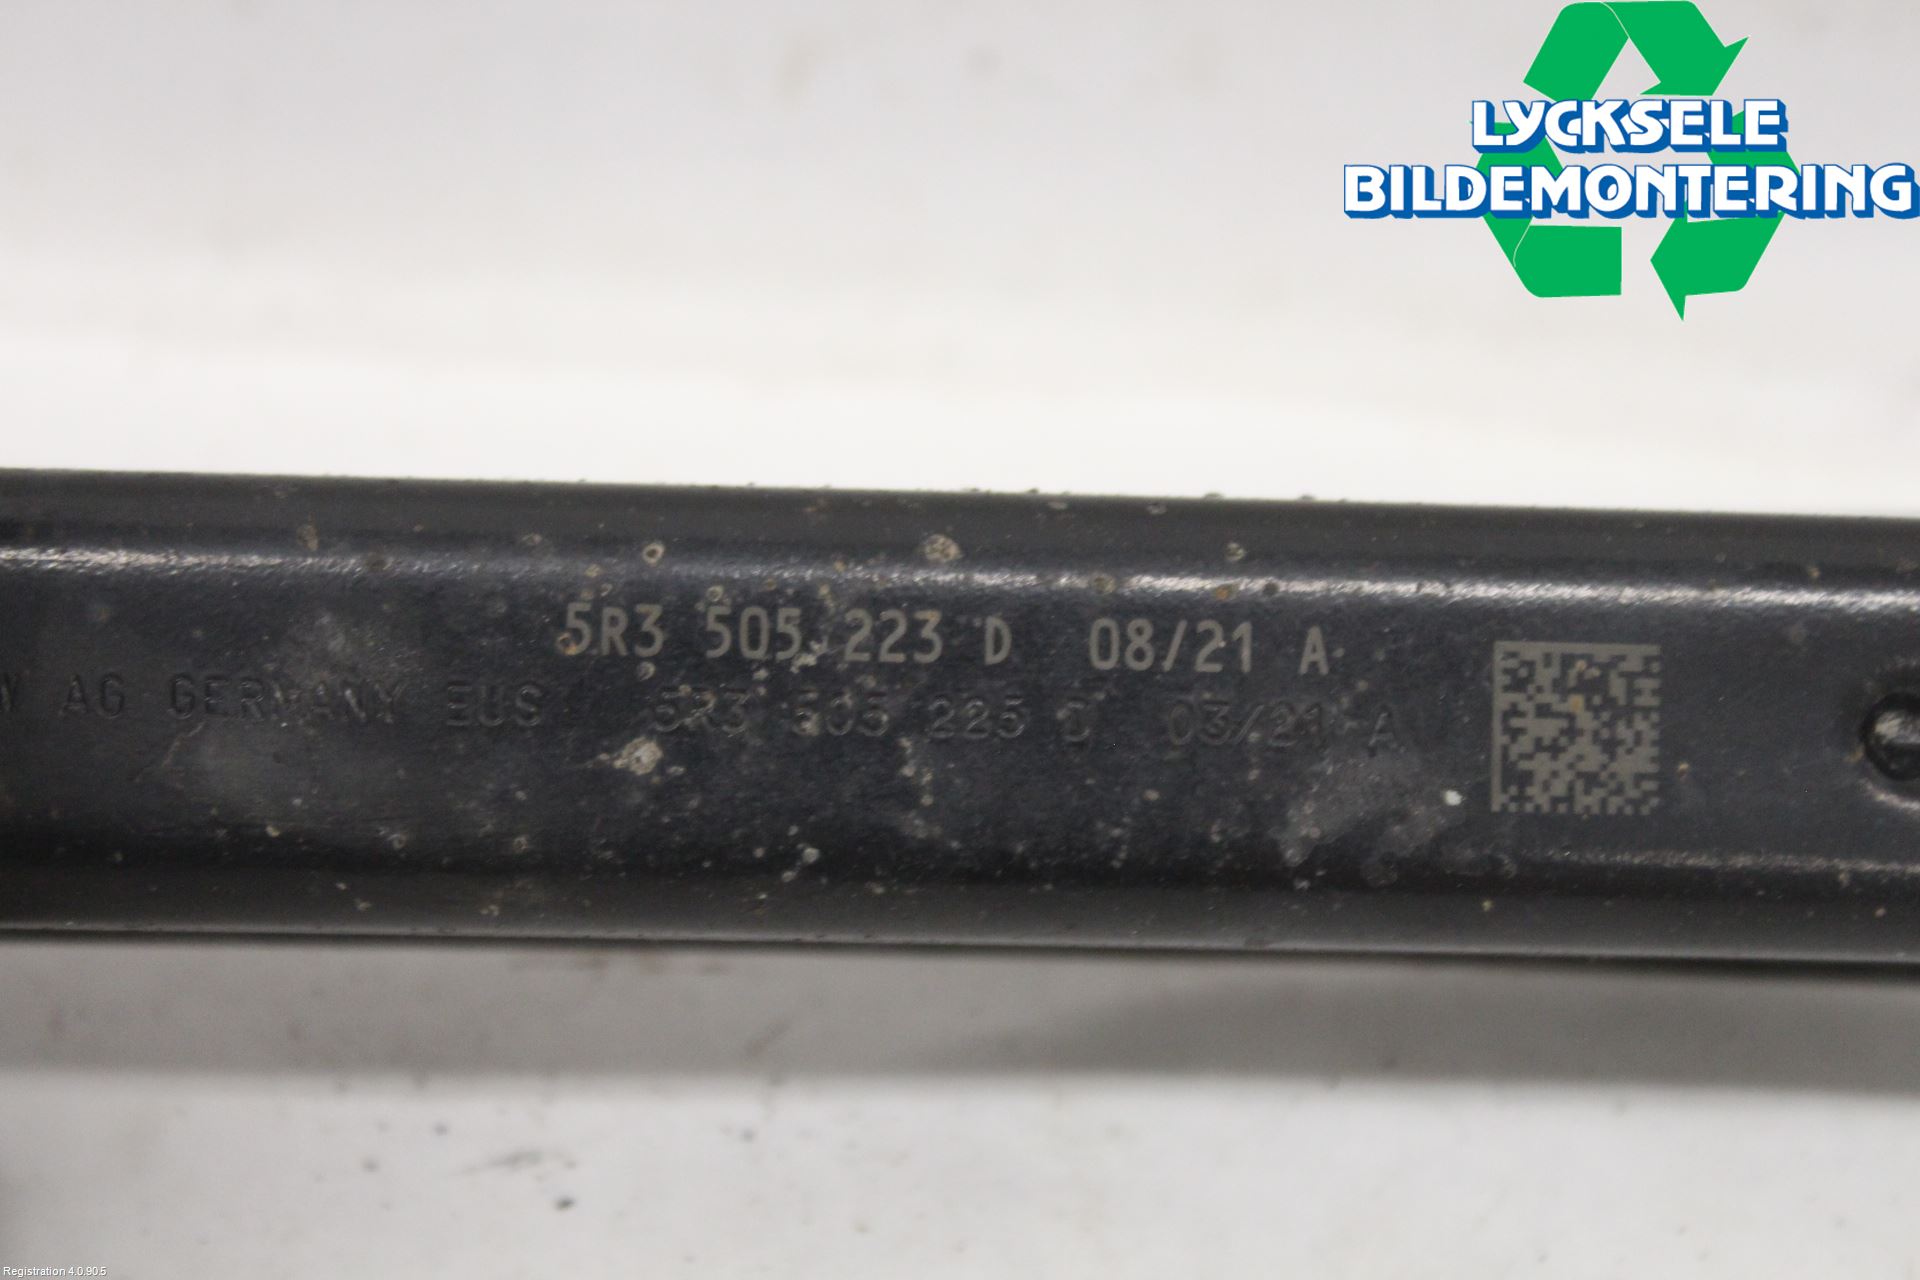 LYCKSELE
BILDEMONTERING
5R3 505 223 D 08/21 A
AG GERMANY EUS 5R3 505 225 D 03/21 A
Registration 4.0.90.5